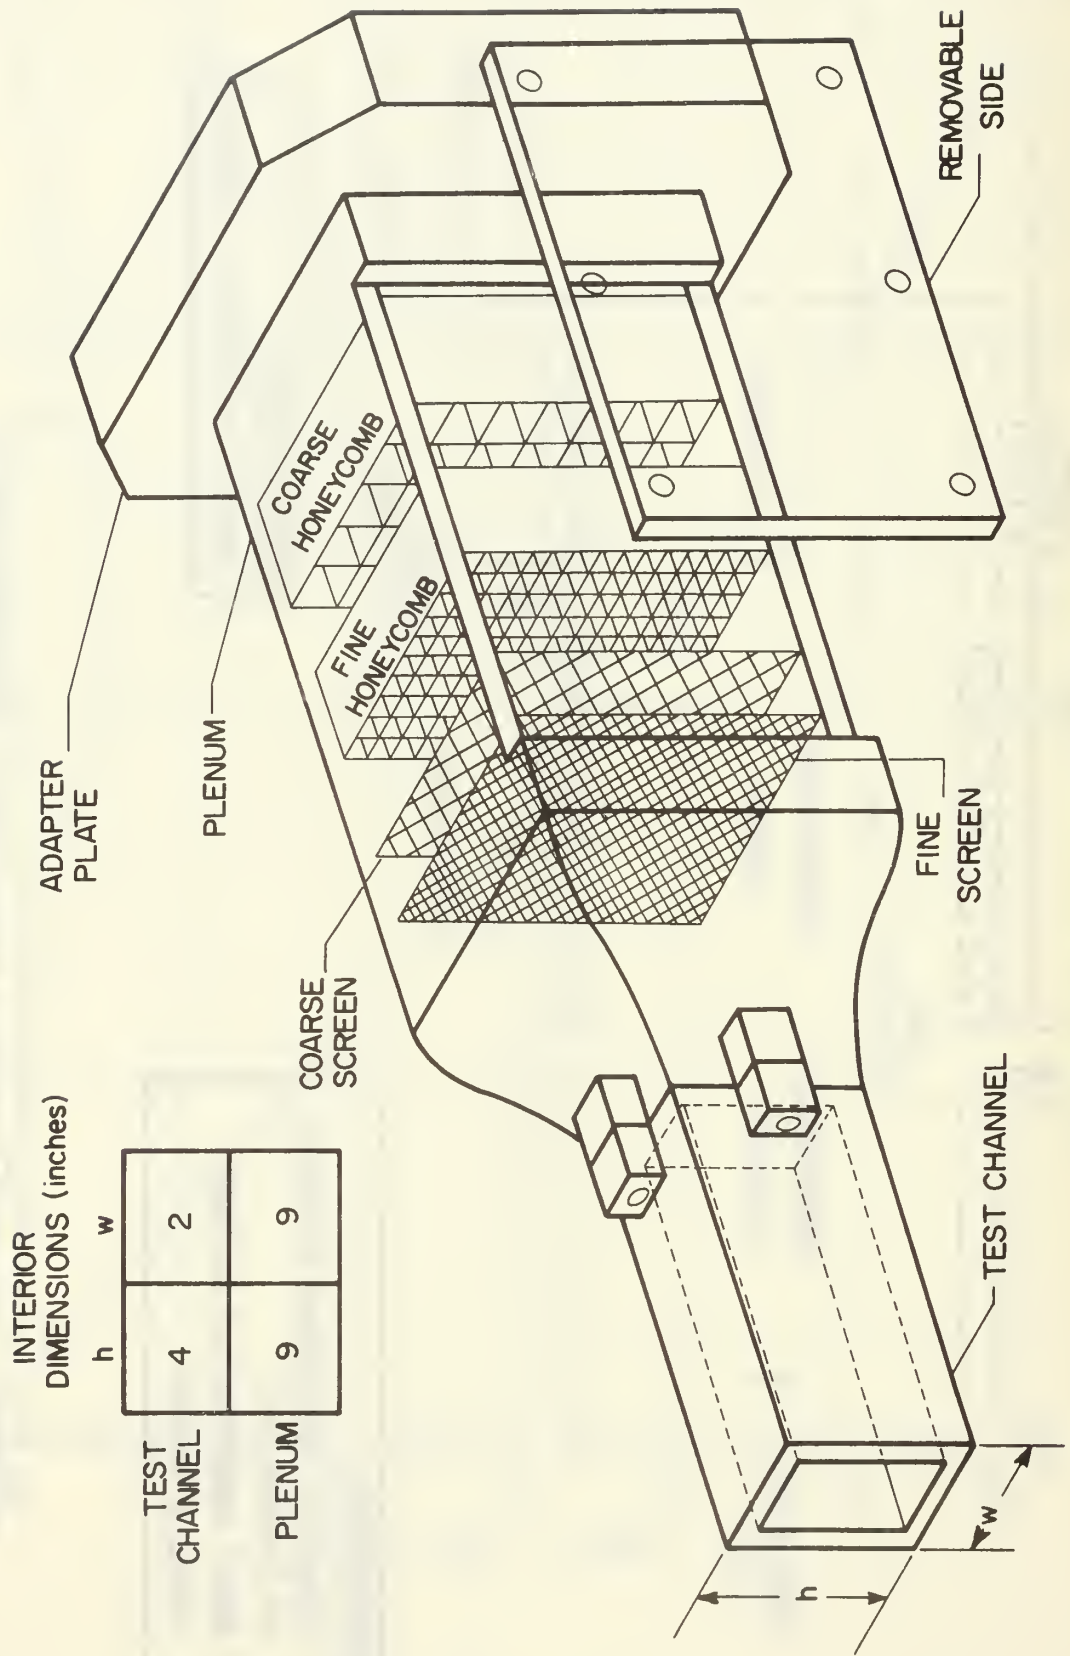 INTERIOR
DIMENSIONS (inches)
h w
TEST
CHANNEL 4 2
PLENUM 9 9
ADAPTER
PLATE
PLENUM
COARSE
SCREEN
COARSE
HONEYCOMB
FINE
HONEYCOMB
REMOVABLE
SIDE
FINE
SCREEN
TEST CHANNEL
h
w